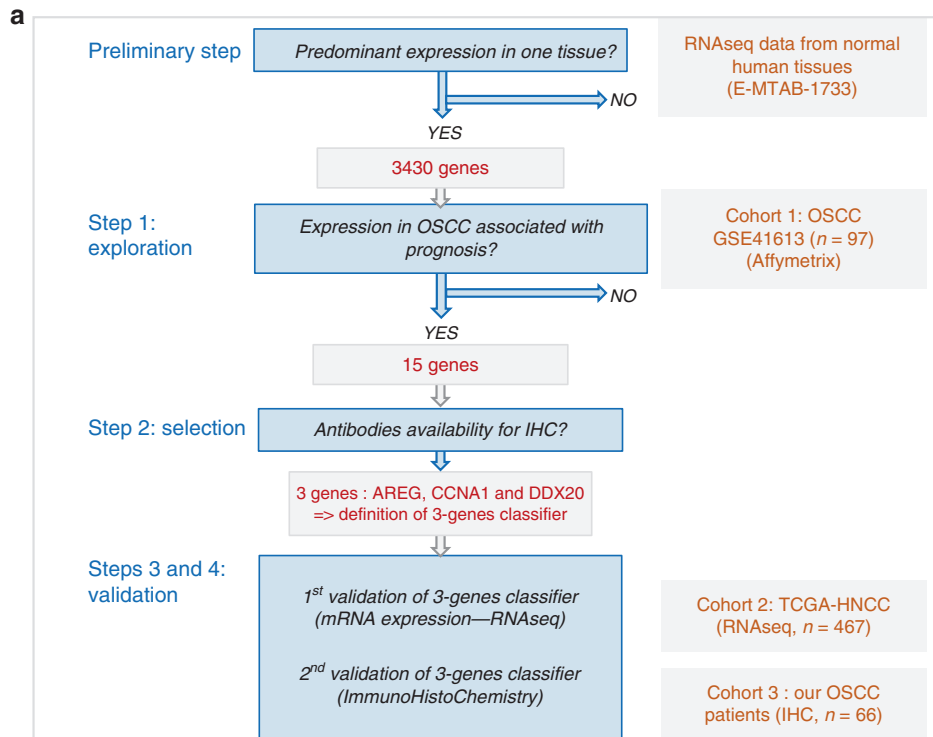 a
Preliminary step
Predominant expression in one tissue?
RNAseq data from normal
human tissues
(E-MTAB-1733)
NO
YES
3430 genes
Step 1:
exploration
Expression in OSCC associated with
prognosis?
Cohort 1: OSCC
GSE41613 (n = 97)
(Affymetrix)
NO
YES
15 genes
Step 2: selection
Antibodies availability for IHC?
3 genes : AREG, CCNA1 and DDX20
=> definition of 3-genes classifier
Steps 3 and 4:
validation
1st validation of 3-genes classifier
(mRNA expression—RNAseq)
2nd validation of 3-genes classifier
(ImmunoHistoChemistry)
Cohort 2: TCGA-HNCC
(RNAseq, n = 467)
Cohort 3 : our OSCC
patients (IHC, n = 66)